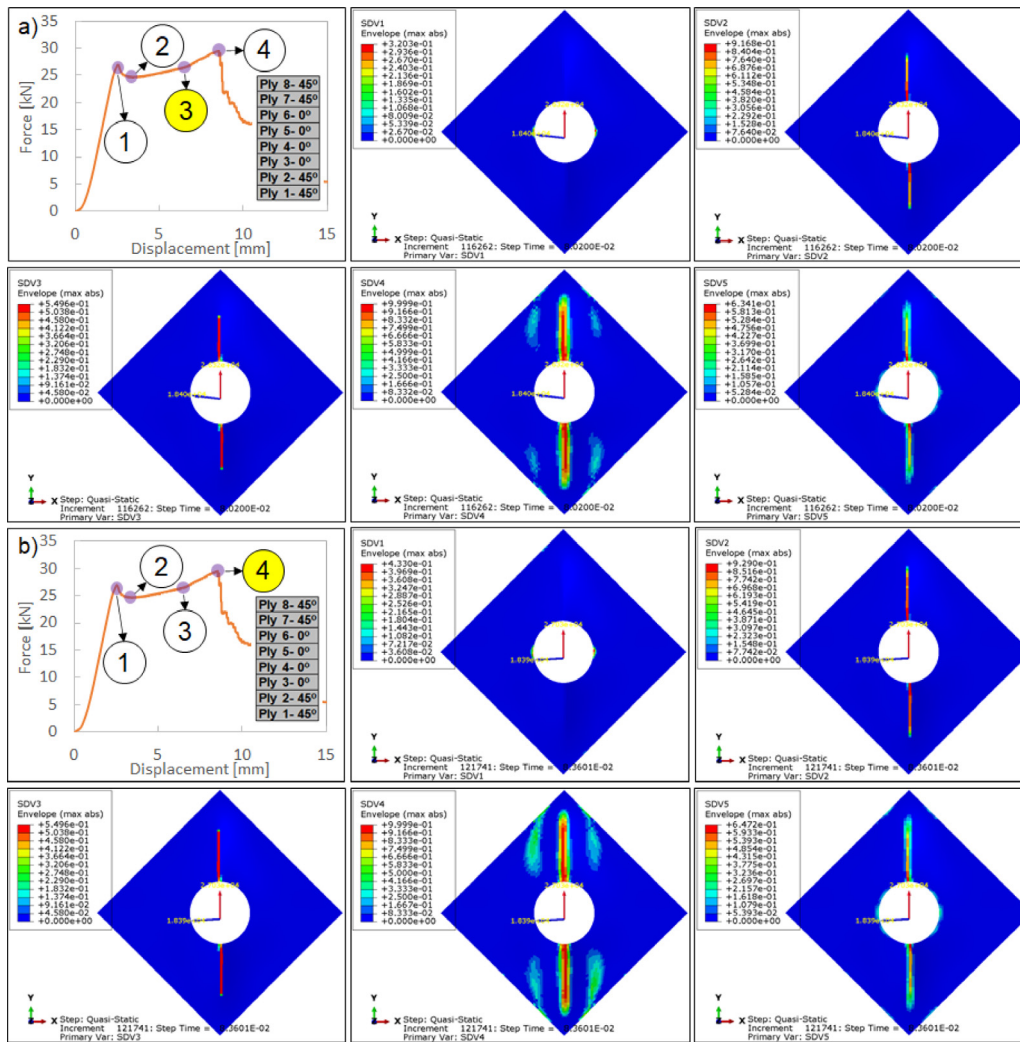 a)
35
30
25
20
15
10
5
0
Force [kN]
0
5
10
15
Displacement [mm]
1
2
3
4
Ply 8- 45º
Ply 7- 45º
Ply 6- 0º
Ply 5- 0º
Ply 4- 0º
Ply 3- 0º
Ply 2- 45º
Ply 1- 45º
SDV1
Envelope (max abs)
+3.203e-01
+2.936e-01
+2.670e-01
+2.403e-01
+2.136e-01
+1.869e-01
+1.602e-01
+1.335e-01
+1.068e-01
+8.009e-02
+5.339e-02
+2.670e-02
+0.000e+00
Y
X
Step: Quasi-Static
Increment 116262: Step Time =
.0200E-02
Primary Var: SDV1
SDV2
Envelope (max abs)
+9.168e-01
+8.404e-01
+7.640e-01
+6.876e-01
+6.112e-01
+5.348e-01
+4.584e-01
+3.820e-01
+3.056e-01
+2.292e-01
+1.528e-01
+7.640e-02
+0.000e+00
Y
X
Step: Quasi-Static
Increment 116262: Step Time =
.0200E-02
Primary Var: SDV2
SDV3
Envelope (max abs)
+5.496e-01
+5.038e-01
+4.580e-01
+4.122e-01
+3.664e-01
+3.206e-01
+2.748e-01
+2.290e-01
+1.832e-01
+1.374e-01
+9.161e-02
+4.580e-02
+0.000e+00
Y
X
Step: Quasi-Static
Increment 116262: Step Time =
.0200E-02
Primary Var: SDV3
SDV4
Envelope (max abs)
+9.999e-01
+9.166e-01
+8.332e-01
+7.499e-01
+6.666e-01
+5.833e-01
+4.999e-01
+4.166e-01
+3.333e-01
+2.500e-01
+1.666e-01
+8.332e-02
+0.000e+00
Y
X
Step: Quasi-Static
Increment 116262: Step Time =
.0200E-02
Primary Var: SDV4
SDV5
Envelope (max abs)
+6.341e-01
+5.813e-01
+5.284e-01
+4.756e-01
+4.227e-01
+3.699e-01
+3.170e-01
+2.642e-01
+2.114e-01
+1.585e-01
+1.057e-01
+5.284e-02
+0.000e+00
Y
X
Step: Quasi-Static
Increment 116262: Step Time =
.0200E-02
Primary Var: SDV5
b)
35
30
25
20
15
10
5
0
Force [kN]
0
5
10
15
Displacement [mm]
1
2
3
4
Ply 8- 45º
Ply 7- 45º
Ply 6- 0º
Ply 5- 0º
Ply 4- 0º
Ply 3- 0º
Ply 2- 45º
Ply 1- 45º
SDV1
Envelope (max abs)
+4.330e-01
+3.969e-01
+3.608e-01
+3.247e-01
+2.887e-01
+2.526e-01
+2.165e-01
+1.804e-01
+1.443e-01
+1.082e-01
+7.217e-02
+3.608e-02
+0.000e+00
Y
X
Step: Quasi-Static
Increment 121741: Step Time =
.3601E-02
Primary Var: SDV1
SDV2
Envelope (max abs)
+9.290e-01
+8.516e-01
+7.742e-01
+6.968e-01
+6.193e-01
+5.419e-01
+4.645e-01
+3.871e-01
+3.097e-01
+2.323e-01
+1.548e-01
+7.742e-02
+0.000e+00
Y
X
Step: Quasi-Static
Increment 121741: Step Time =
.3601E-02
Primary Var: SDV2
SDV3
Envelope (max abs)
+5.496e-01
+5.038e-01
+4.580e-01
+4.122e-01
+3.664e-01
+3.206e-01
+2.748e-01
+2.290e-01
+1.832e-01
+1.374e-01
+9.161e-02
+4.580e-02
+0.000e+00
Y
X
Step: Quasi-Static
Increment 121741: Step Time =
.3601E-02
Primary Var: SDV3
SDV4
Envelope (max abs)
+9.999e-01
+9.166e-01
+8.333e-01
+7.499e-01
+6.666e-01
+5.833e-01
+5.000e-01
+4.166e-01
+3.333e-01
+2.500e-01
+1.667e-01
+8.333e-02
+0.000e+00
Y
X
Step: Quasi-Static
Increment 121741: Step Time =
.3601E-02
Primary Var: SDV4
SDV5
Envelope (max abs)
+6.472e-01
+5.933e-01
+5.393e-01
+4.854e-01
+4.315e-01
+3.775e-01
+3.236e-01
+2.697e-01
+2.157e-01
+1.618e-01
+1.079e-01
+5.393e-02
+0.000e+00
Y
X
Step: Quasi-Static
Increment 121741: Step Time =
.3601E-02
Primary Var: SDV5